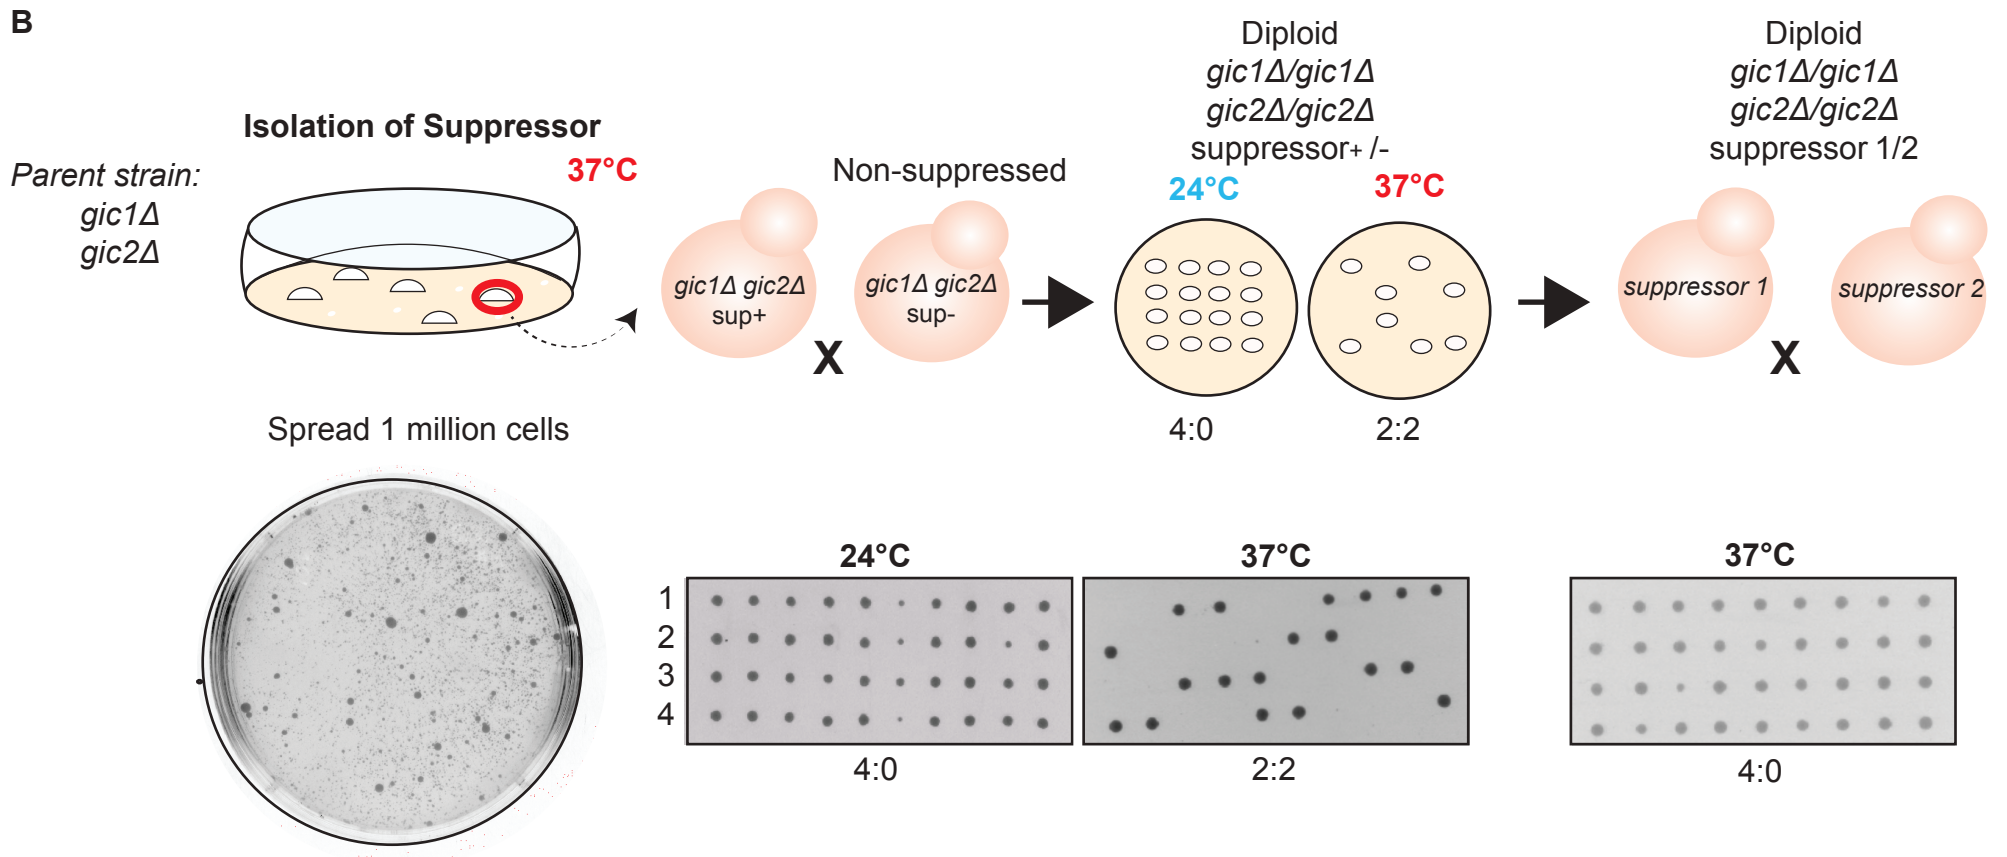 B
Isolation of Suppressor
Parent strain:
gic1Δ
gic2Δ
37°C
Non-suppressed
gic1Δ gic2Δ
sup+
X
gic1Δ gic2Δ
sup-
Diploid
gic1Δ/gic1Δ
gic2Δ/gic2Δ
suppressor+ /-
24°C
37°C
4:0
2:2
Diploid
gic1Δ/gic1Δ
gic2Δ/gic2Δ
suppressor 1/2
suppressor 1
X
suppressor 2
Spread 1 million cells
24°C
1
2
3
4
4:0
37°C
2:2
37°C
4:0